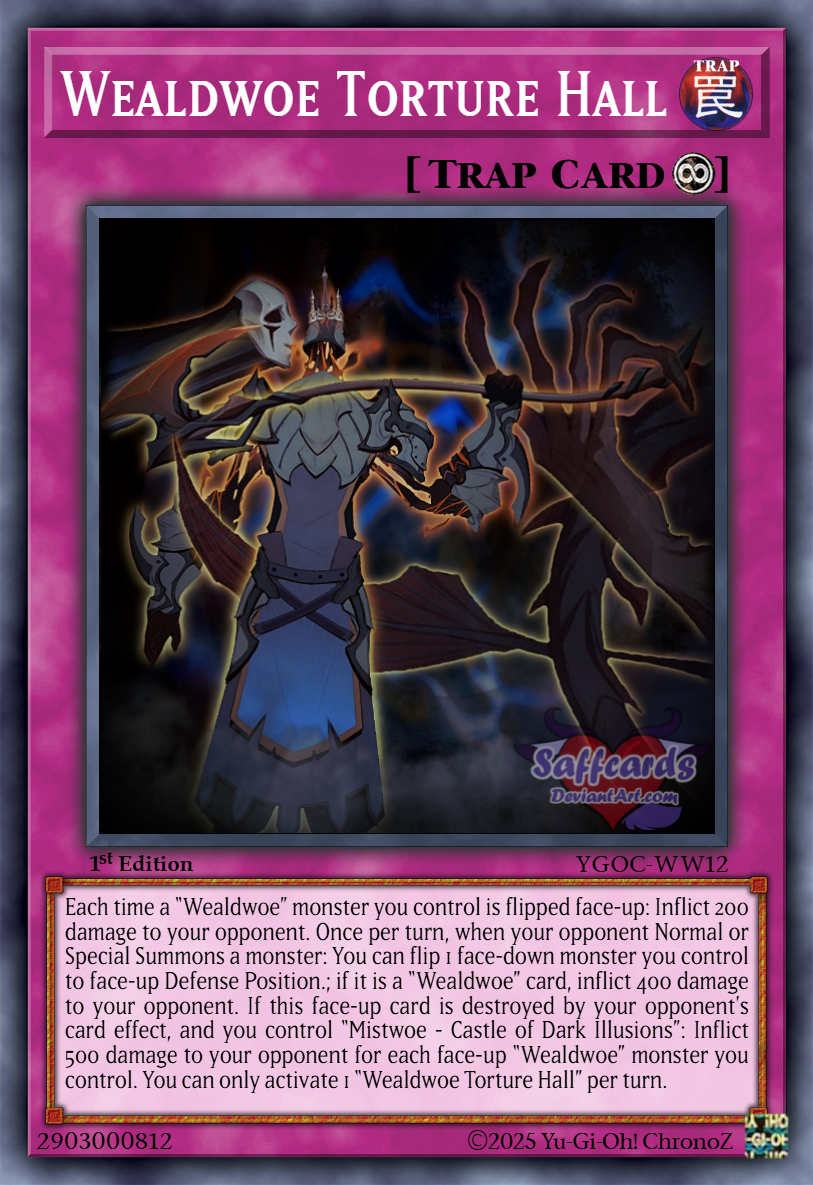 Wealdwoe Torture Hall
TRAP
罠
[ Trap Card ]
Saffcards
DeviantArt.com
1st Edition
YGOC-WW12
Each time a “Wealdwoe” monster you control is flipped face-up: Inflict 200
damage to your opponent. Once per turn, when your opponent Normal or
Special Summons a monster: You can flip 1 face-down monster you control
to face-up Defense Position.; if it is a “Wealdwoe” card, inflict 400 damage
to your opponent. If this face-up card is destroyed by your opponent’s
card effect, and you control “Mistwoe - Castle of Dark Illusions”: Inflict
500 damage to your opponent for each face-up “Wealdwoe” monster you
control. You can only activate 1 “Wealdwoe Torture Hall” per turn.
2903000812
©2025 Yu-Gi-Oh! ChronoZ